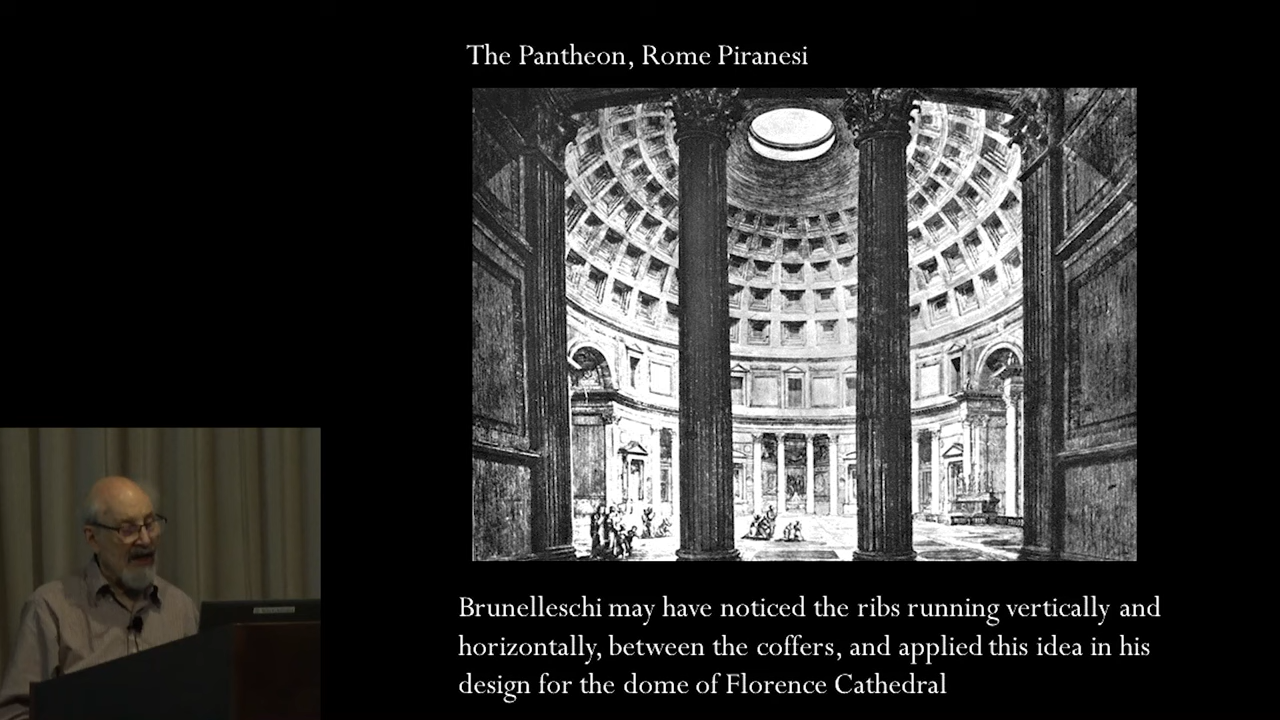 The Pantheon, Rome Piranesi
Brunelleschi may have noticed the ribs running vertically and
horizontally, between the coffers, and applied this idea in his
design for the dome of Florence Cathedral